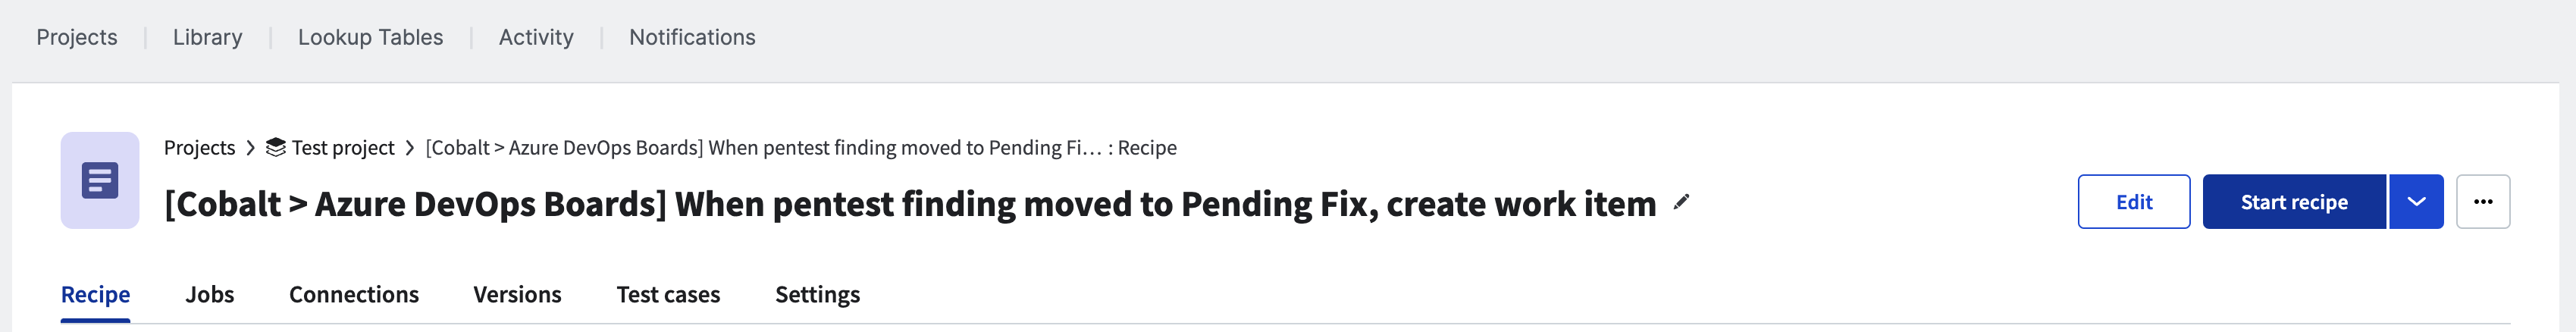 Projects Library Lookup Tables Activity Notifications
Projects > Test project > [Cobalt > Azure DevOps Boards] When pentest finding moved to Pending Fi... : Recipe
[Cobalt > Azure DevOps Boards] When pentest finding moved to Pending Fix, create work item
Edit Start recipe
Recipe Jobs Connections Versions Test cases Settings